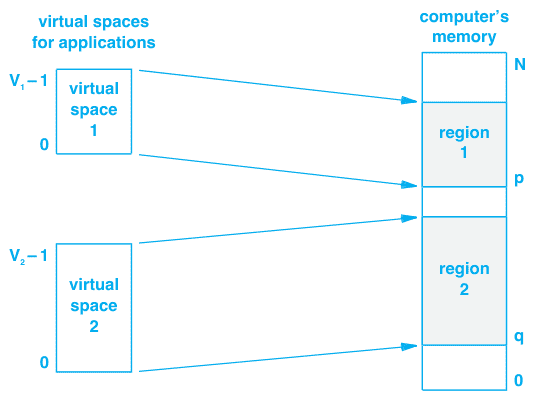 virtual spaces
for applications
computer's
memory
V₁ – 1
virtual
space
1
0
N
region
1
p
V₂ – 1
virtual
space
2
0
region
2
q
0